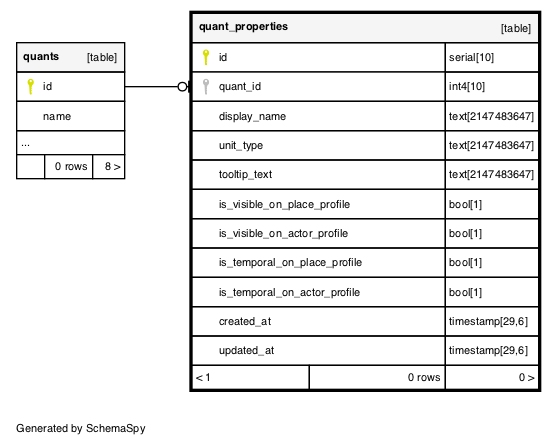 quants [table]
id
name
...
0 rows 8 >
quant_properties [table]
id serial[10]
quant_id int4[10]
display_name text[2147483647]
unit_type text[2147483647]
tooltip_text text[2147483647]
is_visible_on_place_profile bool[1]
is_visible_on_actor_profile bool[1]
is_temporal_on_place_profile bool[1]
is_temporal_on_actor_profile bool[1]
created_at timestamp[29,6]
updated_at timestamp[29,6]
< 1 0 rows 0 >
Generated by SchemaSpy